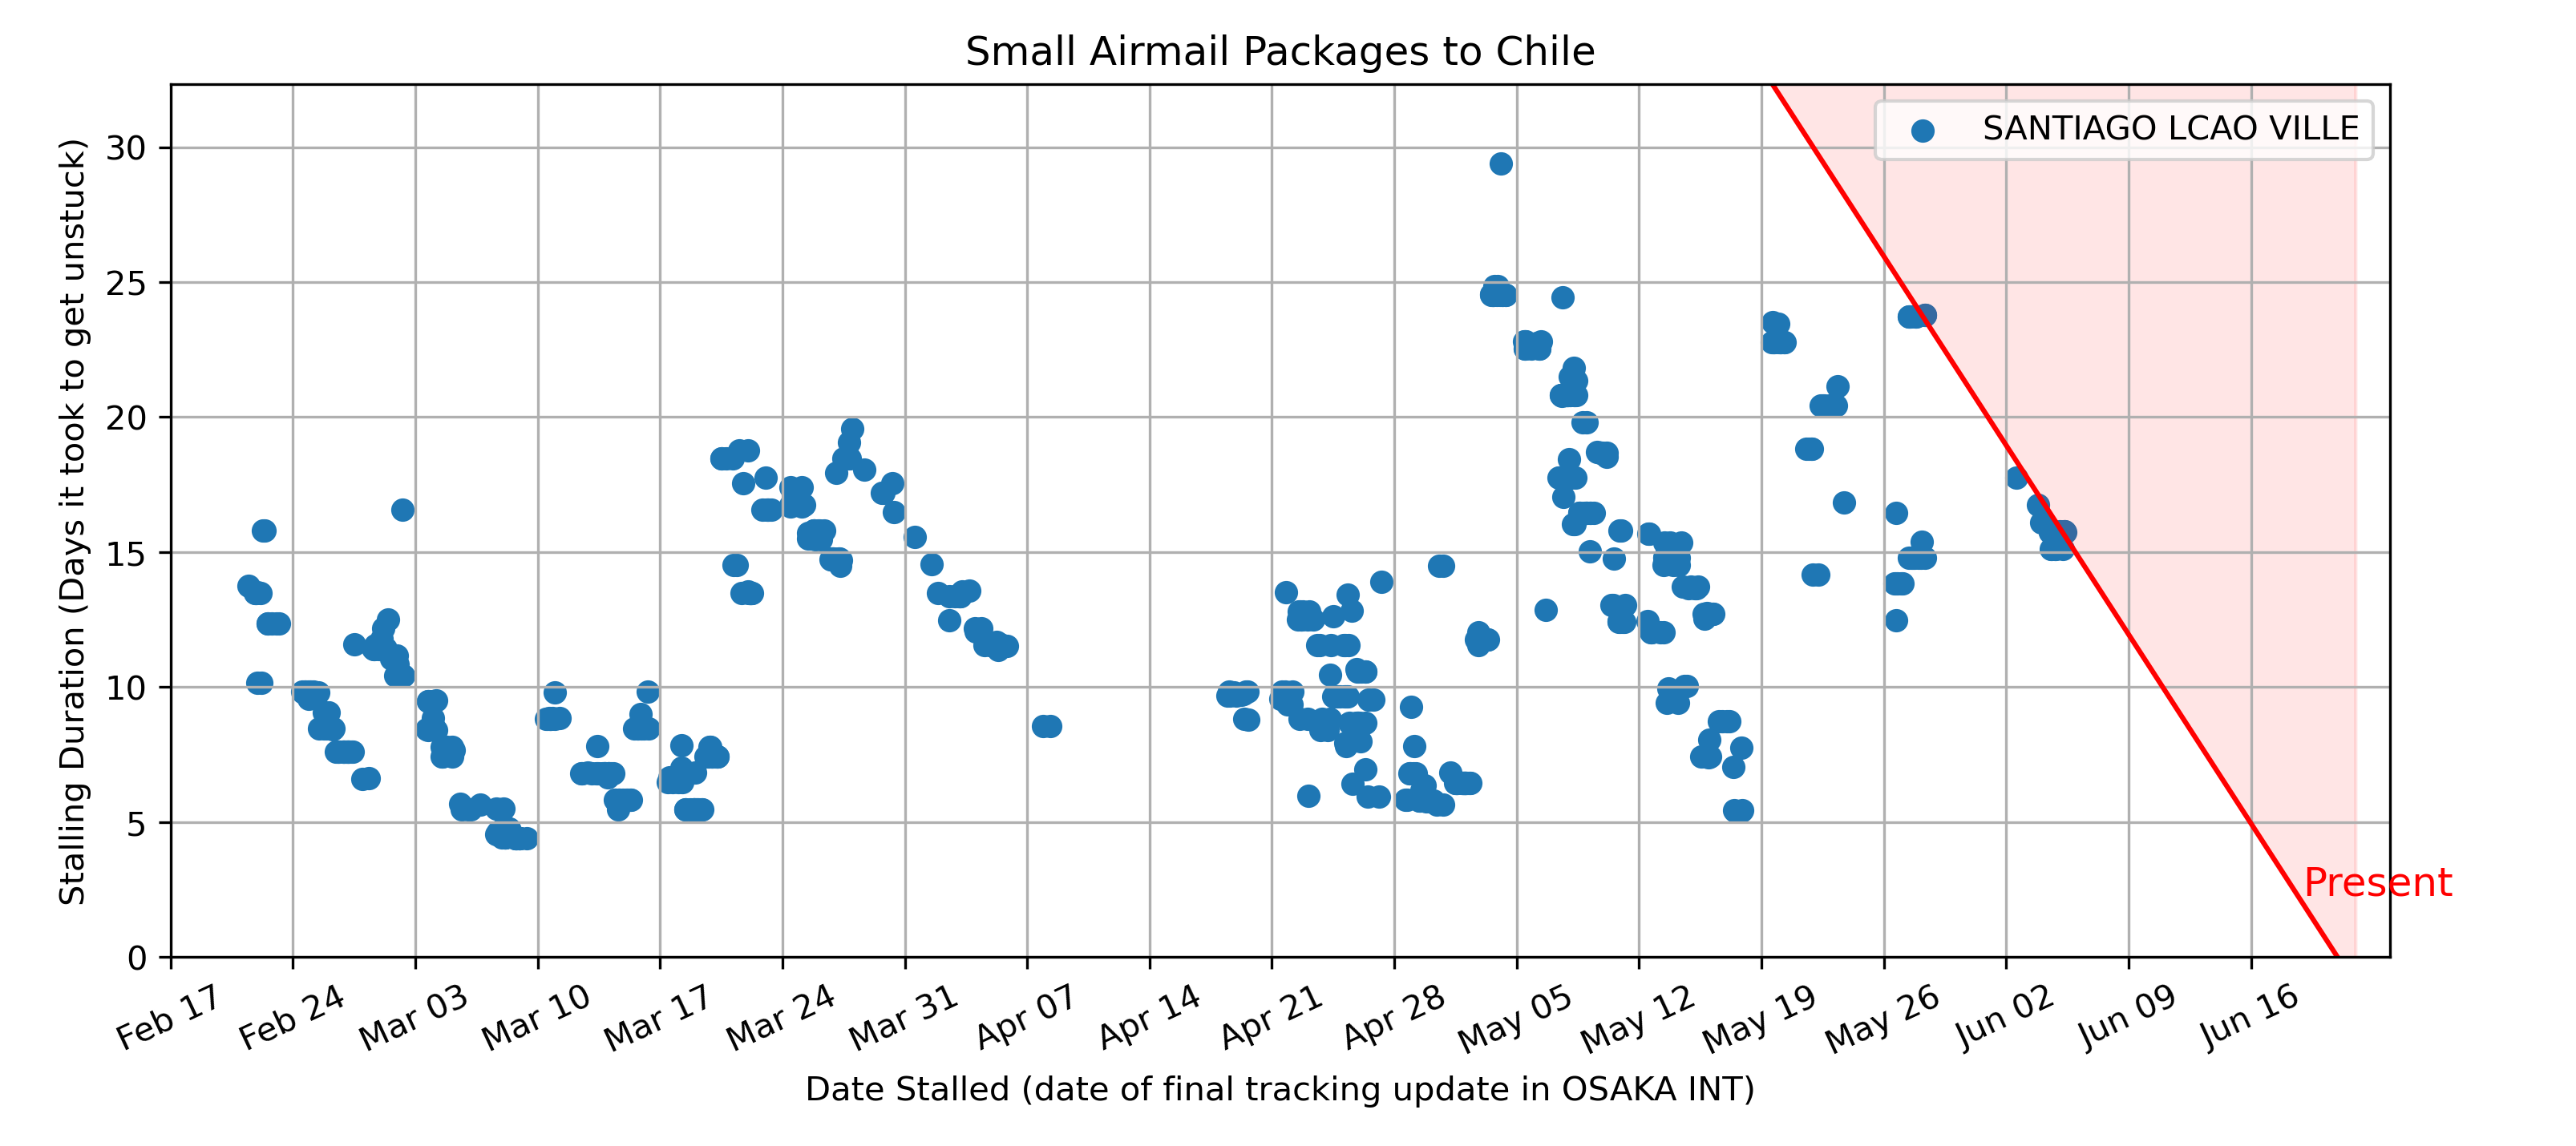 Small Airmail Packages to Chile
SANTIAGO LCAO VILLE
Stalling Duration (Days it took to get unstuck)
30
25
20
15
10
5
0
Present
Feb 17
Feb 24
Mar 03
Mar 10
Mar 17
Mar 24
Mar 31
Apr 07
Apr 14
Apr 21
Apr 28
May 05
May 12
May 19
May 26
Jun 02
Jun 09
Jun 16
Date Stalled (date of final tracking update in OSAKA INT)